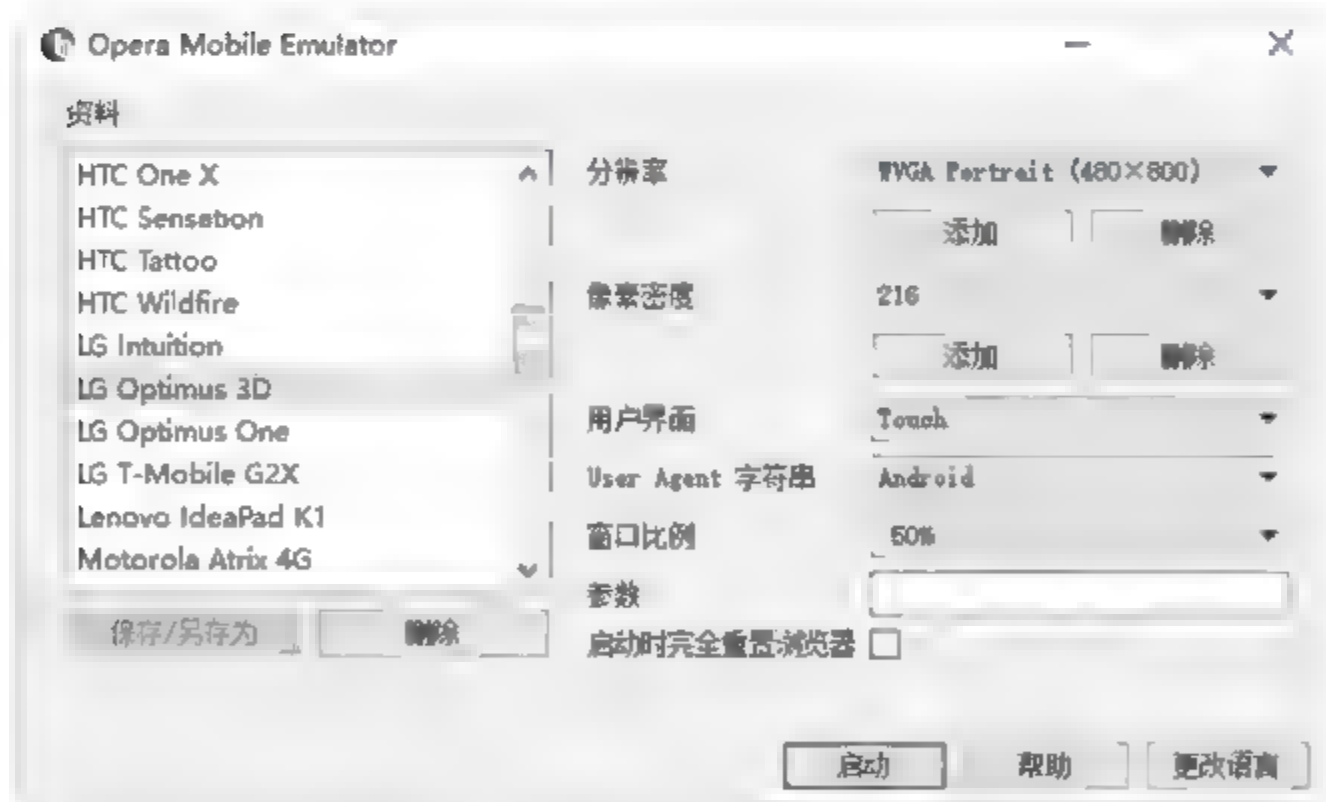 Opera Mobile Emulator
资料
HTC One X
HTC Sensation
HTC Tattoo
HTC Wildfire
LG Intuition
LG Optimus 3D
LG Optimus One
LG T-Mobile G2X
Lenovo IdeaPad K1
Motorola Atrix 4G
保存/另存为
删除
分辨率
WVGA Portrait (480×800)
添加
删除
像素密度
216
添加
删除
用户界面
Touch
User Agent 字符串
Android
窗口比例
50%
参数
启动时完全重置浏览器
启动
帮助
更改语言